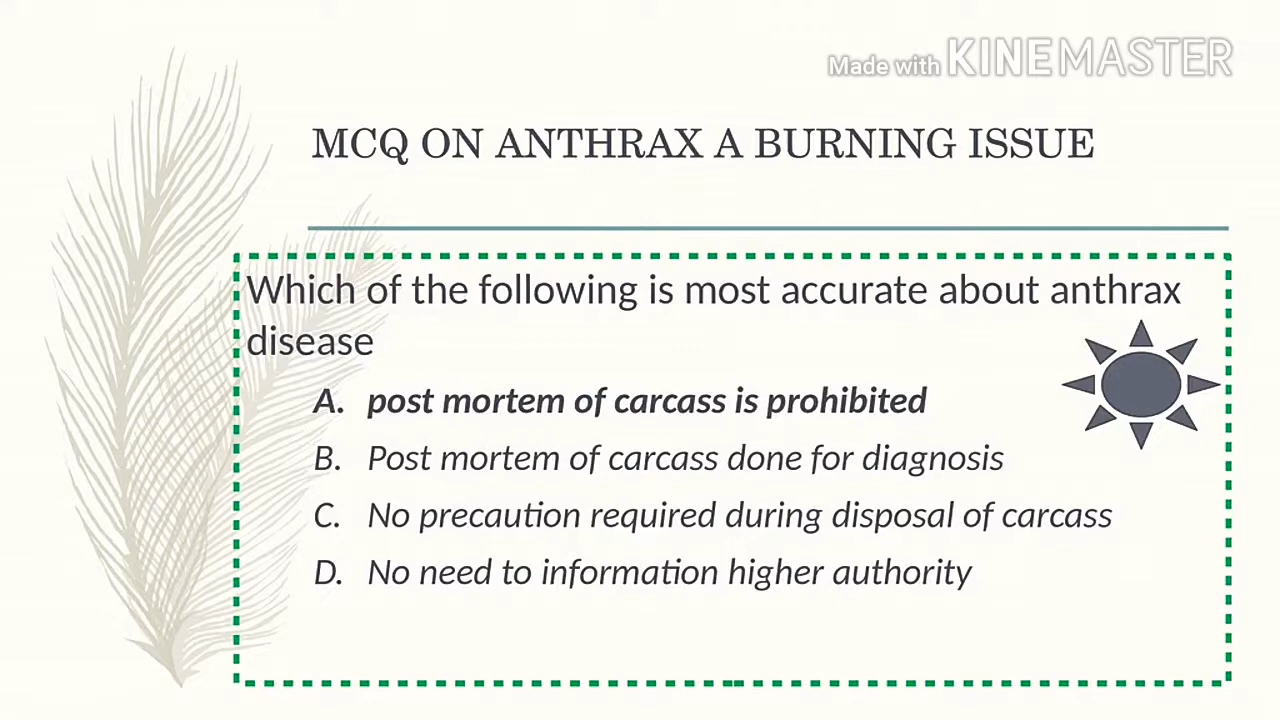 Made with KINEMASTER
MCQ ON ANTHRAX A BURNING ISSUE
Which of the following is most accurate about anthrax
disease
A. post mortem of carcass is prohibited
B. Post mortem of carcass done for diagnosis
C. No precaution required during disposal of carcass
D. No need to information higher authority